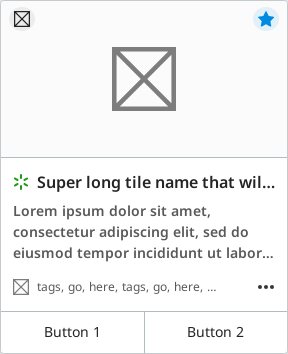 Super long tile name that wil...
Lorem ipsum dolor sit amet,
consectetur adipiscing elit, sed do
eiusmod tempor incididunt ut labor...
tags, go, here, tags, go, here, ...
Button 1
Button 2